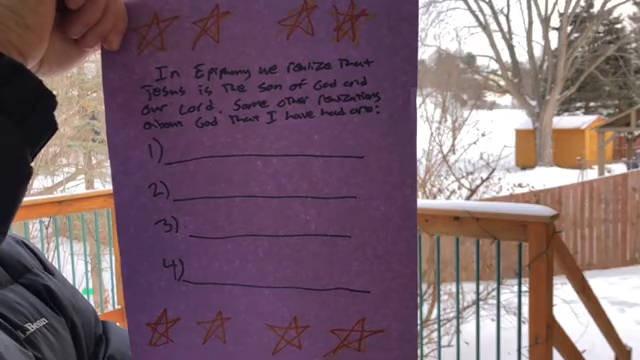 In Epiphany we realize that
Jesus is the son of God and
our Lord. Some other realizations
about God that I have had are:
1)
2)
3)
4)
Bean